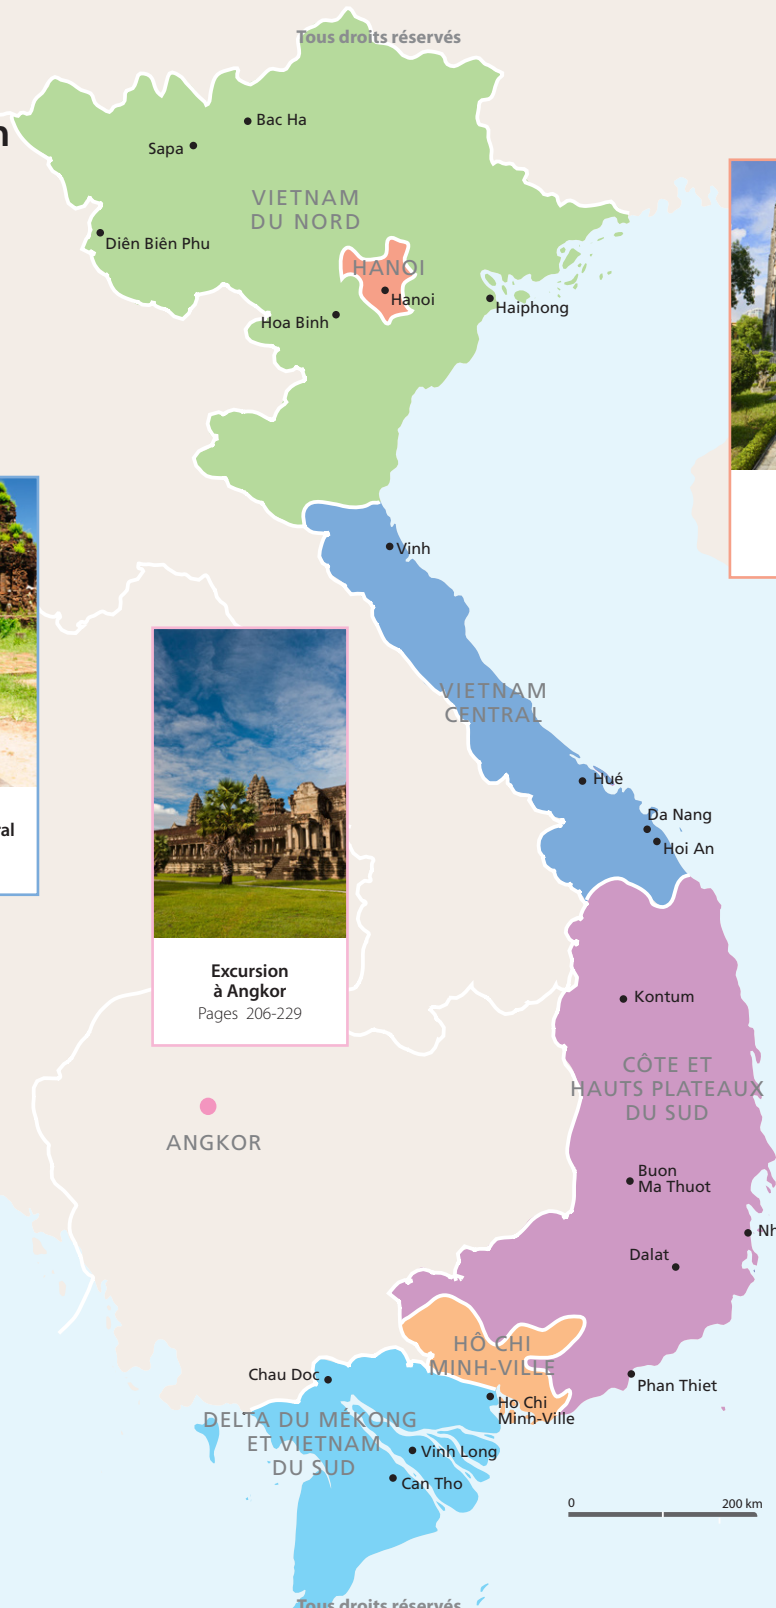 Tous droits réservés
Bac Ha
Sapa
VIETNAM
DU NORD
Diên Biên Phu
HANOI
Hanoi
Haiphong
Hoa Binh
Vinh
VIETNAM
CENTRAL
Hué
Da Nang
Hoi An
Excursion
à Angkor
Pages 206-229
Kontum
CÔTE ET
HAUTS PLATEAUX
DU SUD
ANGKOR
Buon
Ma Thuot
Dalat
HÔ CHI
MINH-VILLE
Chau Doc
Phan Thiet
Ho Chi
Minh-Ville
DELTA DU MÉKONG
ET VIETNAM
DU SUD
Vinh Long
Can Tho
0 200 km
Tous droits réservés